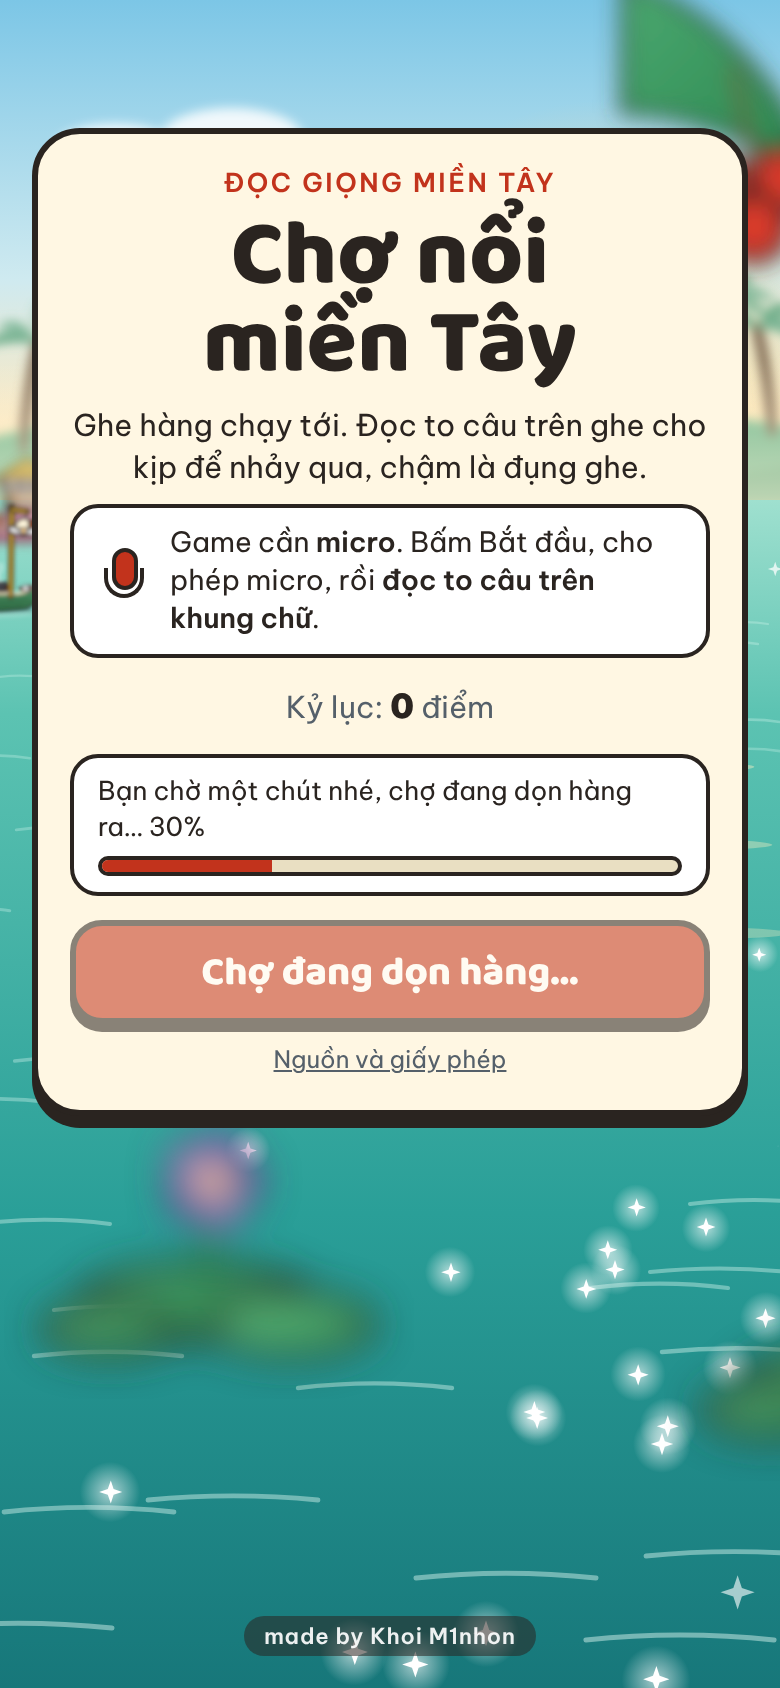 ĐỌC GIỌNG MIỀN TÂY
Chợ nổi
miền Tây
Ghe hàng chạy tới. Đọc to câu trên ghe cho
kịp để nhảy qua, chậm là đụng ghe.
Game cần micro. Bấm Bắt đầu, cho
phép micro, rồi đọc to câu trên
khung chữ.
Kỷ lục: 0 điểm
Bạn chờ một chút nhé, chợ đang dọn hàng
ra... 30%
Chợ đang dọn hàng...
Nguồn và giấy phép
made by Khoi M1nhon